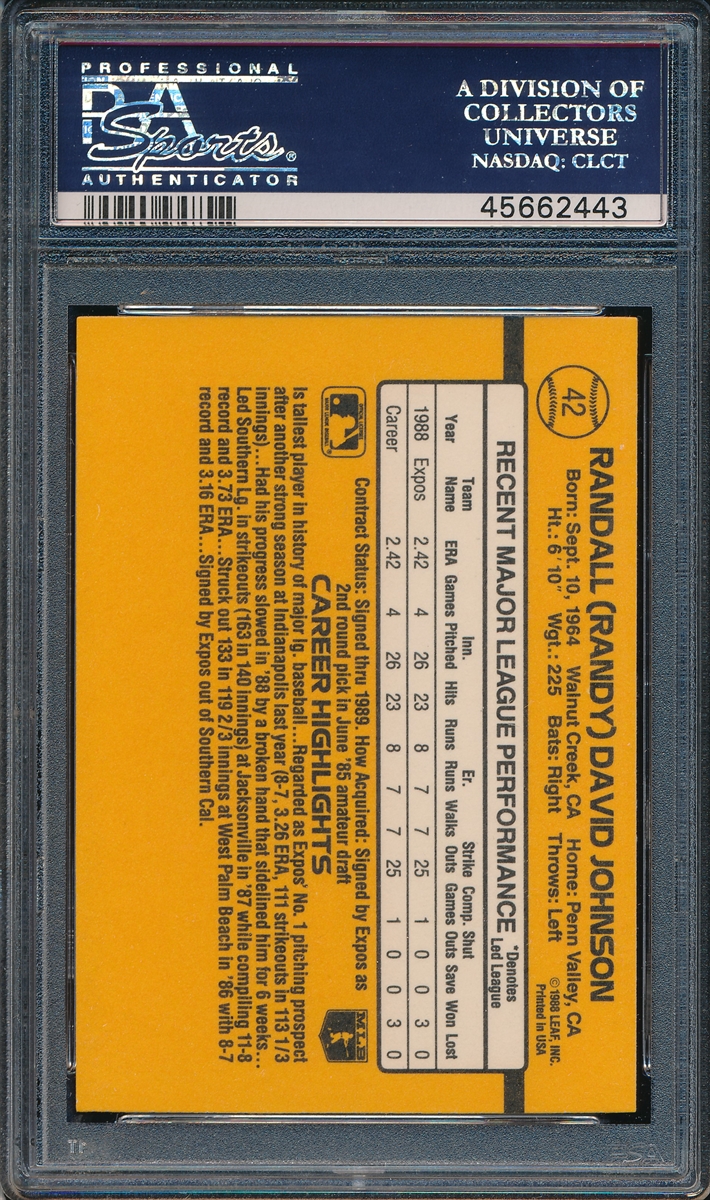 PROFESSIONAL
PSA
Sports®
AUTHENTICATOR
A DIVISION OF
COLLECTORS
UNIVERSE
NASDAQ: CLCT
45662443
42
RANDALL (RANDY) DAVID JOHNSON
Born: Sept. 10, 1964 Walnut Creek, CA Home: Penn Valley, CA
Ht.: 6' 10" Wgt.: 225 Bats: Right Throws: Left
©1988 LEAF, INC.
Printed in USA
RECENT MAJOR LEAGUE PERFORMANCE
*Denotes
Led League
Team Inn. Er. Strike Comp. Shut
Year Name ERA Games Pitched Hits Runs Runs Walks Outs Games Outs Save Won Lost
1988 Expos 2.42 4 26 23 8 7 7 25 1 0 0 3 0
Career 2.42 4 26 23 8 7 7 25 1 0 0 3 0
Contract Status: Signed thru 1989. How Acquired: Signed by Expos as
2nd round pick in June '85 amateur draft
CAREER HIGHLIGHTS
MLB
Is tallest player in history of major lg. baseball...Regarded as Expos' No. 1 pitching prospect
after another strong season at Indianapolis last year (8-7, 3.26 ERA, 111 strikeouts in 113 1/3
innings)...Had his progress slowed in '88 by a broken hand that sidelined him for 6 weeks...
Led Southern Lg. in strikeouts (163 in 140 innings) at Jacksonville in '87 while compiling 11-8
record and 3.73 ERA...Struck out 133 in 119 2/3 innings at West Palm Beach in '86 with 8-7
record and 3.16 ERA...Signed by Expos out of Southern Cal.
Tr
PSA